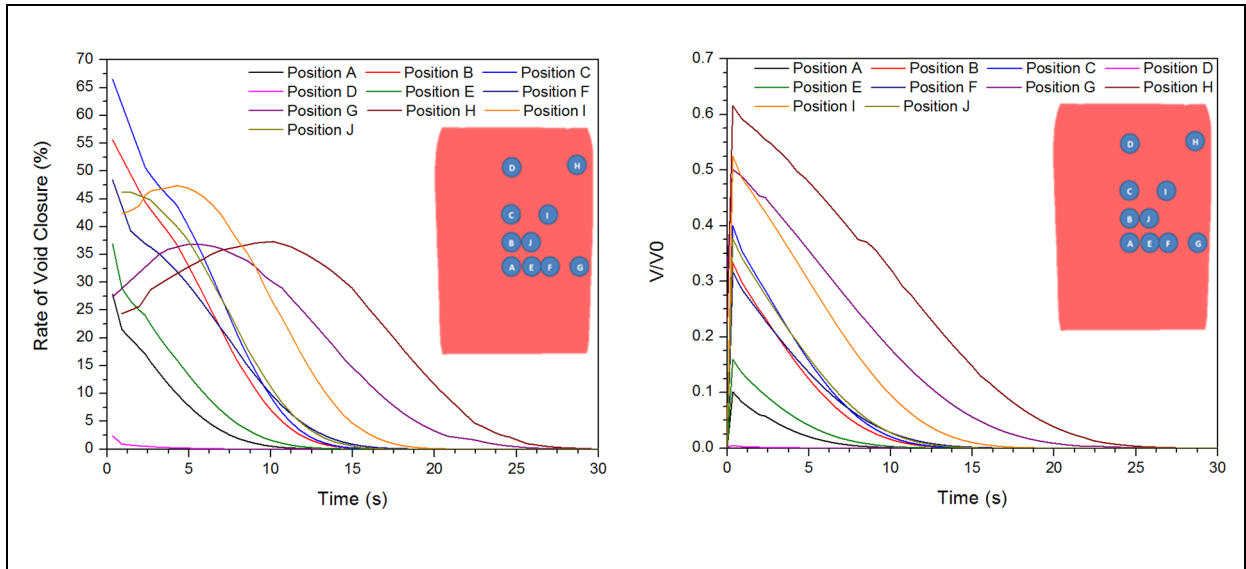 70
65
60
55
50
45
40
35
30
25
20
15
10
5
0
Rate of Void Closure (%)
Position A Position B Position C
Position D Position E Position F
Position G Position H Position I
Position J
D H
C I
B J
A E F G
0 5 10 15 20 25 30
Time (s)
0.7
0.6
0.5
0.4
0.3
0.2
0.1
0.0
V/V0
Position A Position B Position C Position D
Position E Position F Position G Position H
Position I Position J
D H
C I
B J
A E F G
0 5 10 15 20 25 30
Time (s)